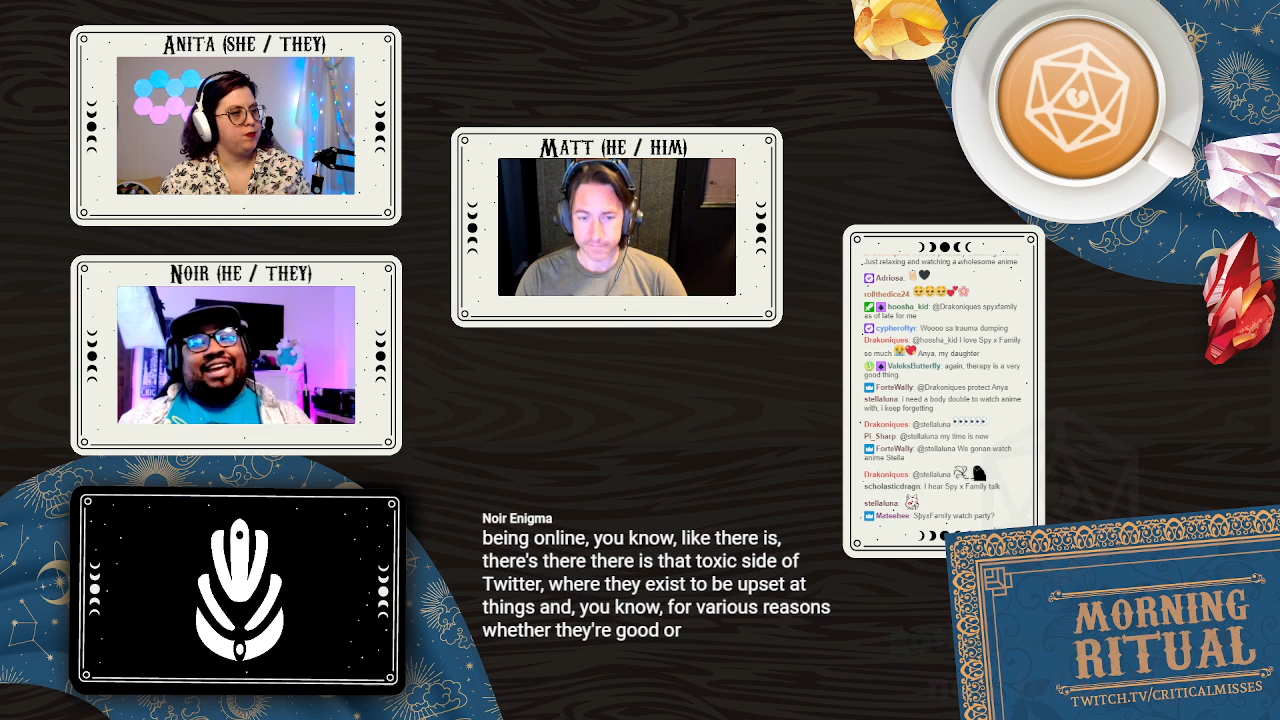 ANITA (SHE / THEY)
MATT (HE / HIM)
NOIR (HE / THEY)
Just relaxing and watching a wholesome anime
Adriosa:
rollthedice24:
hoosha_kid: @Drakoniques spyxfamily
as of late for me
cypheroftyr: Woooo sa trauma dumping
Drakoniques: @hoosha_kid I love Spy x Family
so much Anya, my daughter
ValeksButterfly: again, therapy is a very
good thing.
ForteWally: @Drakoniques protect Anya
stellaluna: i need a body double to watch anime
with, i keep forgetting
Drakoniques: @stellaluna
Pi_Sharp: @stellaluna my time is now
ForteWally: @stellaluna We gonan watch
anime Stella
Drakoniques: @stellaluna
scholasticdragn: I hear Spy x Family talk
stellaluna:
Mateebee: SpyxFamily watch party?
Noir Enigma
being online, you know, like there is,
there's there there is that toxic side of
Twitter, where they exist to be upset at
things and, you know, for various reasons
whether they're good or
MORNING
RITUAL
TWITCH.TV/CRITICALMISSES